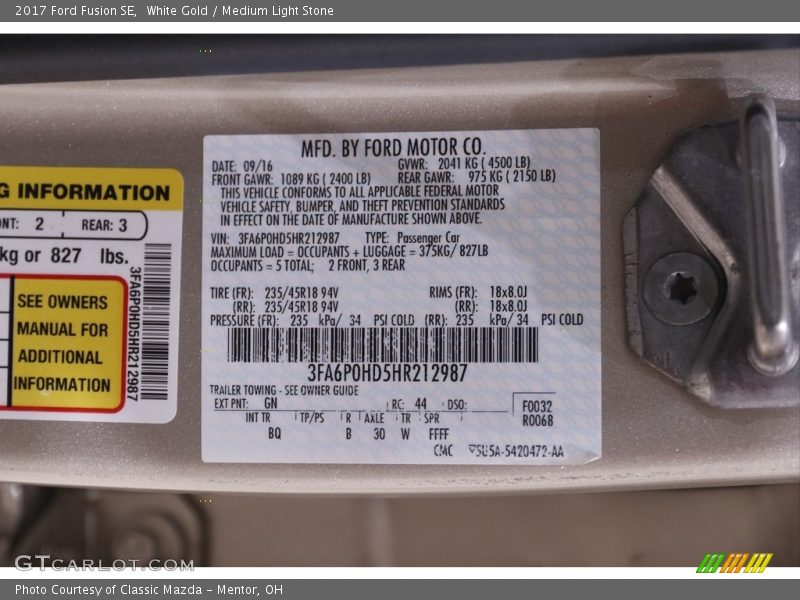 2017 Ford Fusion SE, White Gold / Medium Light Stone
MFD. BY FORD MOTOR CO.
DATE: 09/16 GVWR: 2041 KG ( 4500 LB)
FRONT GAWR: 1089 KG ( 2400 LB) REAR GAWR: 975 KG ( 2150 LB)
THIS VEHICLE CONFORMS TO ALL APPLICABLE FEDERAL MOTOR
VEHICLE SAFETY, BUMPER, AND THEFT PREVENTION STANDARDS
IN EFFECT ON THE DATE OF MANUFACTURE SHOWN ABOVE.
VIN: 3FA6P0HD5HR212987 TYPE: Passenger Car
MAXIMUM LOAD = OCCUPANTS + LUGGAGE = 375KG/ 827LB
OCCUPANTS = 5 TOTAL; 2 FRONT, 3 REAR
TIRE (FR): 235/45R18 94V RIMS (FR): 18x8.0J
(RR): 235/45R18 94V (RR): 18x8.0J
PRESSURE (FR): 235 kPa/ 34 PSI COLD (RR): 235 kPa/ 34 PSI COLD
3FA6P0HD5HR212987
TRAILER TOWING - SEE OWNER GUIDE
EXT PNT: GN RC: 44 DSO: F0032
R0068
INT TR TP/PS R AXLE TR SPR
BQ B 30 W FFFF
CMC 5U5A-5420472-AA
G INFORMATION
NT: 2 REAR: 3
kg or 827 lbs.
SEE OWNERS
MANUAL FOR
ADDITIONAL
INFORMATION
3FA6P0HD5HR212987
GTCARLOT.COM
Photo Courtesy of Classic Mazda - Mentor, OH